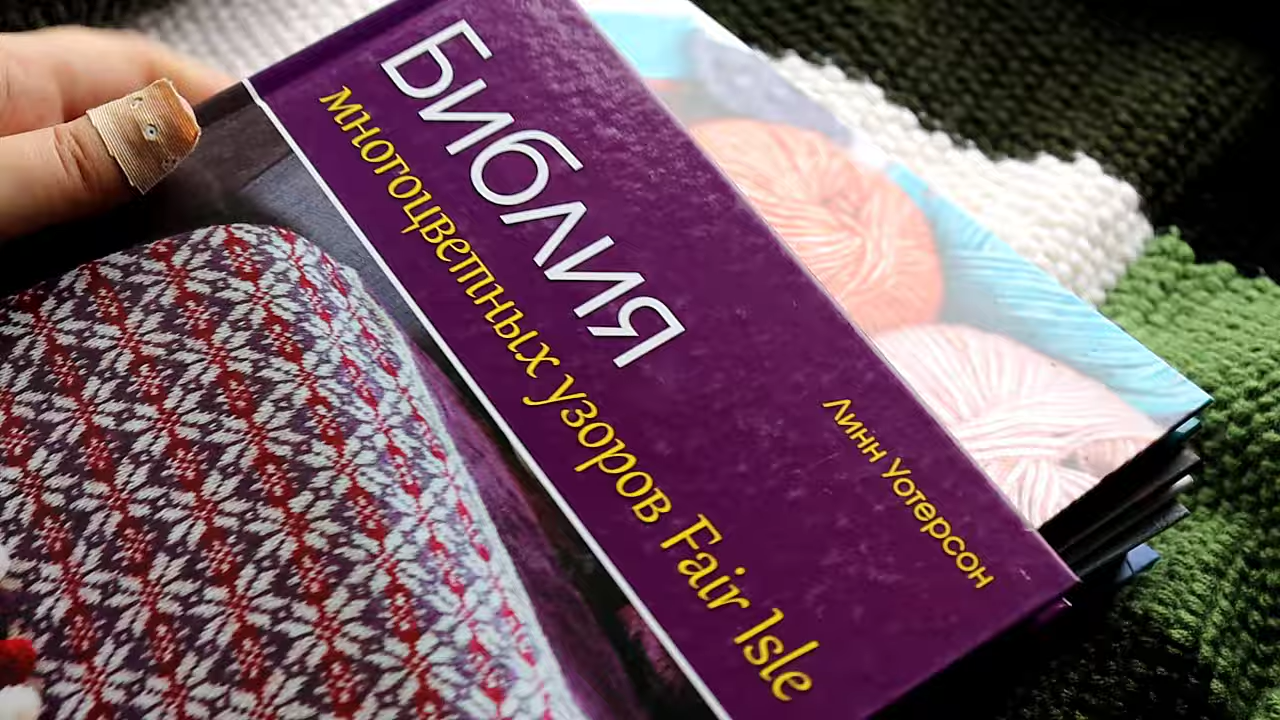 Линн Уотерсон
Библия
многоцветных узоров Fair Isle